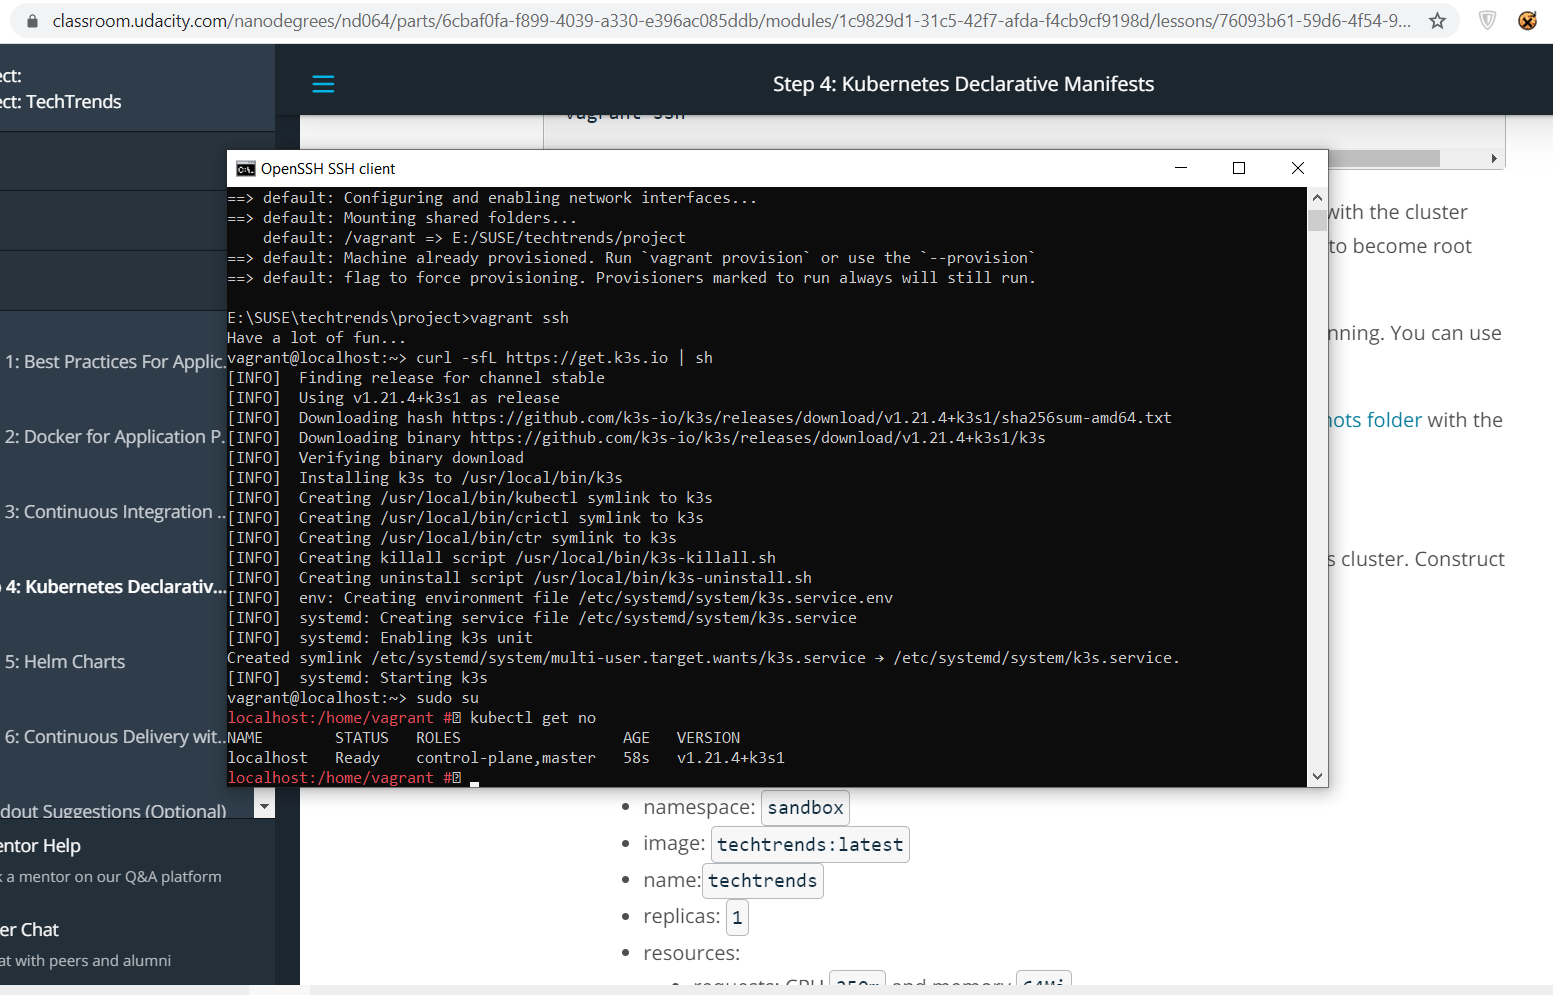 classroom.udacity.com/nanodegrees/nd064/parts/6cbaf0fa-f899-4039-a330-e396ac085ddb/modules/1c9829d1-31c5-42f7-afda-f4cb9cf9198d/lessons/76093b61-59d6-4f54-9...
ect:
ect: TechTrends
Step 4: Kubernetes Declarative Manifests
vagrant ssh
OpenSSH SSH client
==> default: Configuring and enabling network interfaces...
==> default: Mounting shared folders...
default: /vagrant => E:/SUSE/techtrends/project
==> default: Machine already provisioned. Run `vagrant provision` or use the `--provision`
==> default: flag to force provisioning. Provisioners marked to run always will still run.
E:\SUSE\techtrends\project>vagrant ssh
Have a lot of fun...
vagrant@localhost:~> curl -sfL https://get.k3s.io | sh
[INFO]  Finding release for channel stable
[INFO]  Using v1.21.4+k3s1 as release
[INFO]  Downloading hash https://github.com/k3s-io/k3s/releases/download/v1.21.4+k3s1/sha256sum-amd64.txt
[INFO]  Downloading binary https://github.com/k3s-io/k3s/releases/download/v1.21.4+k3s1/k3s
[INFO]  Verifying binary download
[INFO]  Installing k3s to /usr/local/bin/k3s
[INFO]  Creating /usr/local/bin/kubectl symlink to k3s
[INFO]  Creating /usr/local/bin/crictl symlink to k3s
[INFO]  Creating /usr/local/bin/ctr symlink to k3s
[INFO]  Creating killall script /usr/local/bin/k3s-killall.sh
[INFO]  Creating uninstall script /usr/local/bin/k3s-uninstall.sh
[INFO]  env: Creating environment file /etc/systemd/system/k3s.service.env
[INFO]  systemd: Creating service file /etc/systemd/system/k3s.service
[INFO]  systemd: Enabling k3s unit
Created symlink /etc/systemd/system/multi-user.target.wants/k3s.service → /etc/systemd/system/k3s.service.
[INFO]  systemd: Starting k3s
vagrant@localhost:~> sudo su
localhost:/home/vagrant # kubectl get no
NAME        STATUS   ROLES                  AGE   VERSION
localhost   Ready    control-plane,master   58s   v1.21.4+k3s1
localhost:/home/vagrant #
with the cluster
to become root
nning. You can use
nots folder with the
s cluster. Construct
1: Best Practices For Applic...
2: Docker for Application P...
3: Continuous Integration ...
4: Kubernetes Declarativ...
5: Helm Charts
6: Continuous Delivery wit...
dout Suggestions (Optional)
entor Help
k a mentor on our Q&A platform
er Chat
at with peers and alumni
namespace: sandbox
image: techtrends:latest
name: techtrends
replicas: 1
resources:
requests: CPU 250m and memory 64Mi